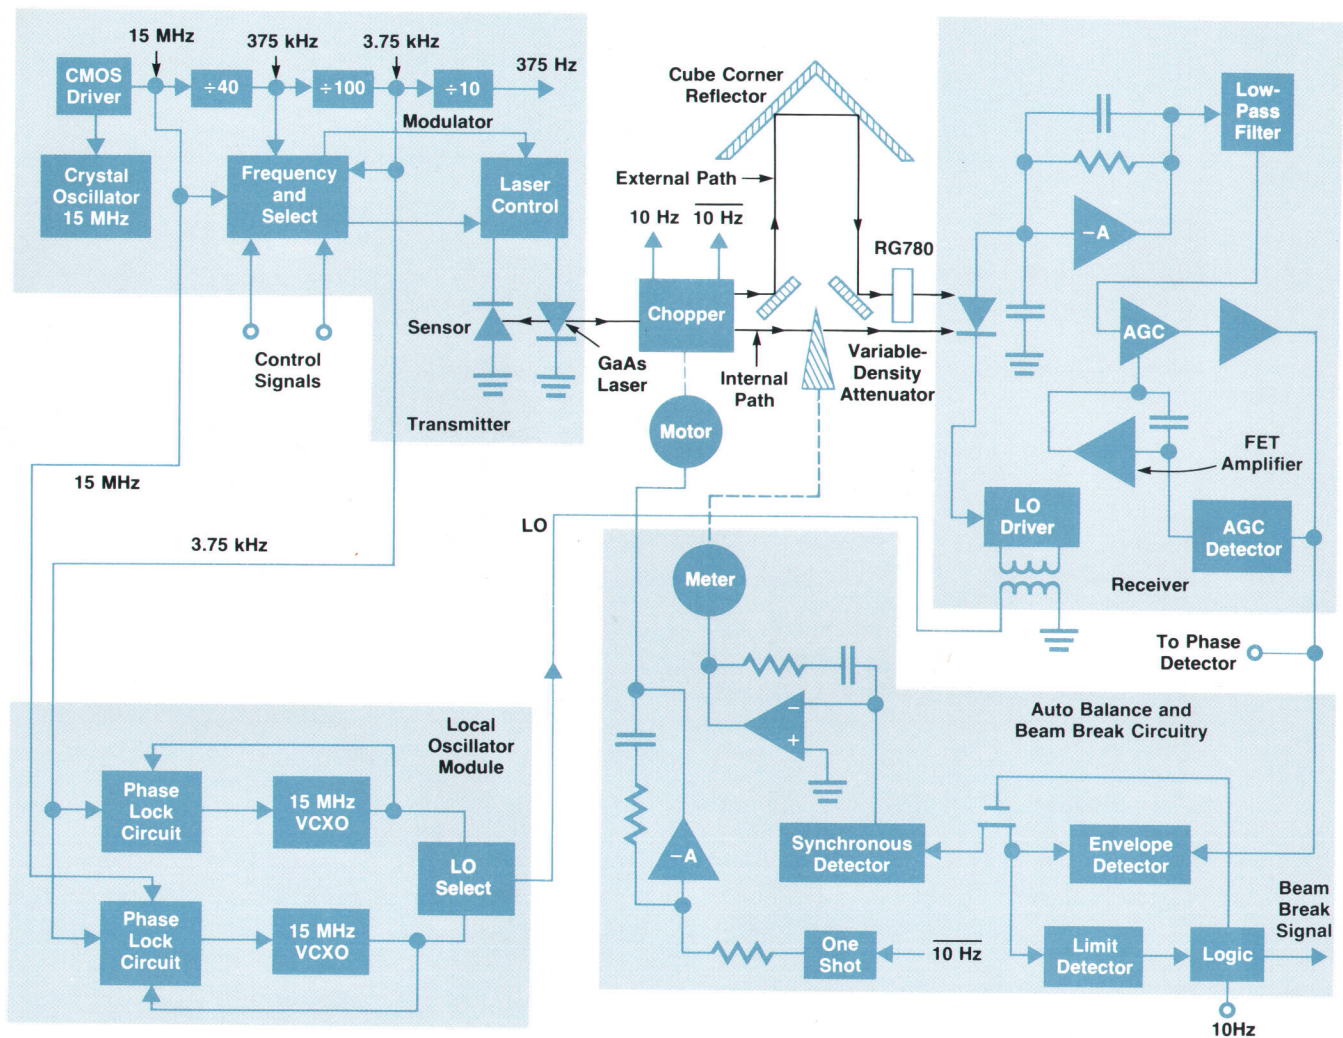 15 MHz
375 kHz
3.75 kHz
375 Hz
CMOS
Driver
÷40
÷100
÷10
Modulator
Crystal
Oscillator
15 MHz
Frequency
and
Select
Laser
Control
Control
Signals
Sensor
GaAs
Laser
Transmitter
Cube Corner
Reflector
External Path
10 Hz
10 Hz
Chopper
RG780
Internal
Path
Variable-
Density
Attenuator
Motor
Low-
Pass
Filter
–A
AGC
FET
Amplifier
LO
Driver
AGC
Detector
Receiver
15 MHz
3.75 kHz
LO
Meter
To Phase
Detector
Auto Balance and
Beam Break Circuitry
–
+
Local
Oscillator
Module
Phase
Lock
Circuit
15 MHz
VCXO
LO
Select
Phase
Lock
Circuit
15 MHz
VCXO
–A
Synchronous
Detector
Envelope
Detector
One
Shot
10 Hz
Limit
Detector
Logic
Beam
Break
Signal
10Hz